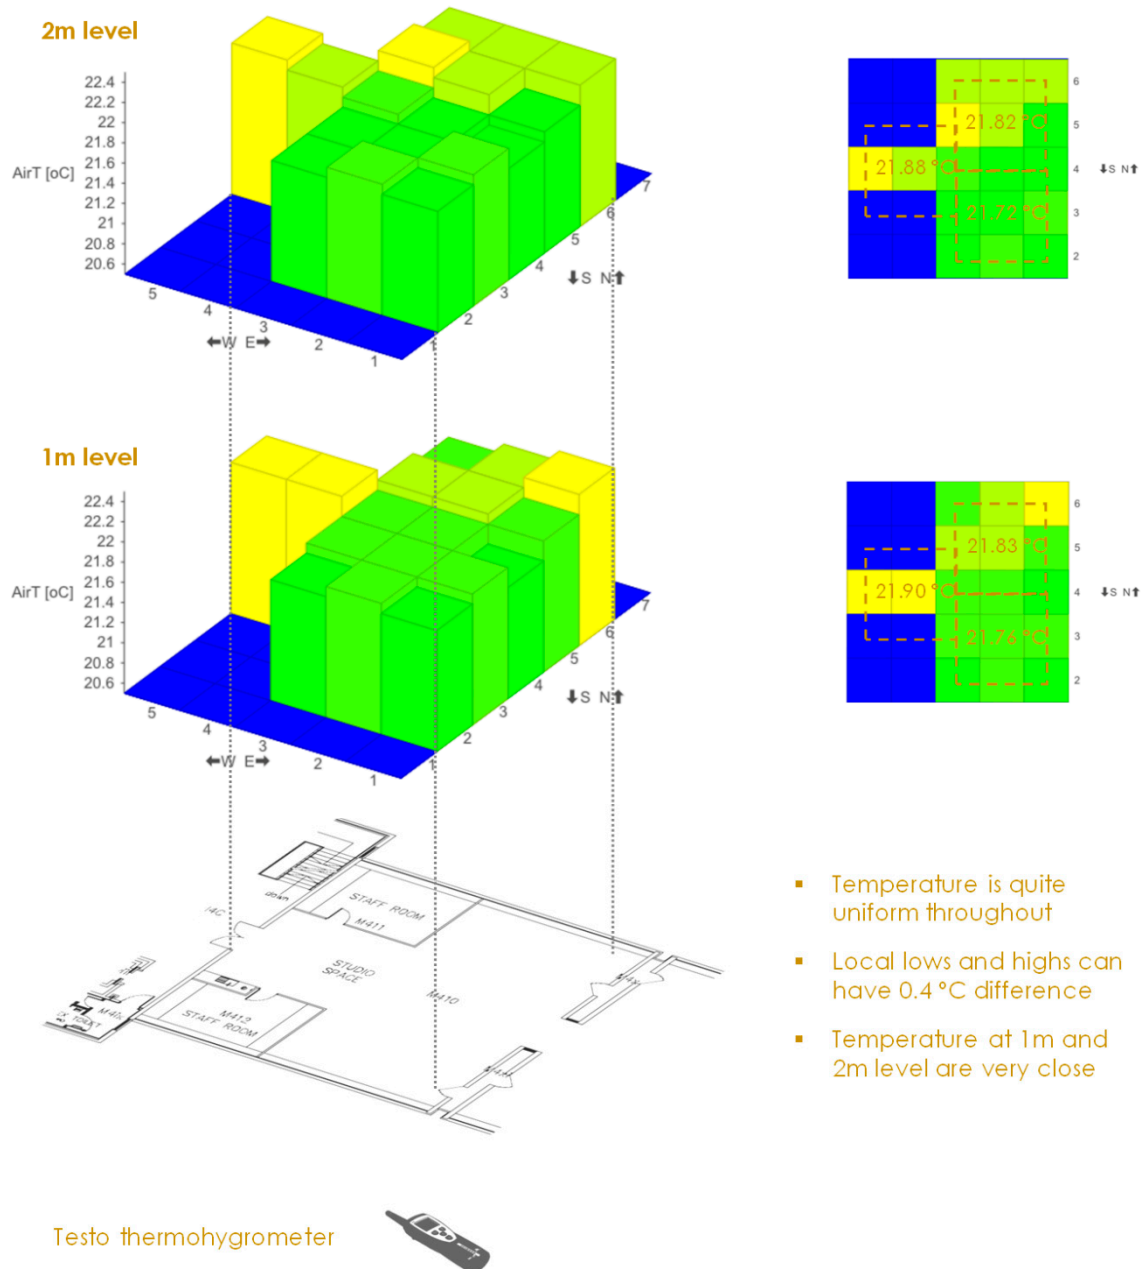 2m level
22.4
22.2
22
21.8
21.6
AirT [oC]
21.4
21.2
21
20.8
20.6
5
4
3
2
1
1
2
3
4
5
6
7
⬅W E➡
⬇S N⬆
6
21.82 °C
5
21.88 °C
4
⬇S N⬆
21.72 °C
3
2
1m level
22.4
22.2
22
21.8
21.6
AirT [oC]
21.4
21.2
21
20.8
20.6
5
4
3
2
1
1
2
3
4
5
6
7
⬅W E➡
⬇S N⬆
6
21.83 °C
5
21.90 °C
4
⬇S N⬆
21.76 °C
3
2
down
STAFF ROOM
M411
STUDIO
SPACE
M410
M412
STAFF ROOM
▪ Temperature is quite
uniform throughout
▪ Local lows and highs can
have 0.4 °C difference
▪ Temperature at 1m and
2m level are very close
Testo thermohygrometer